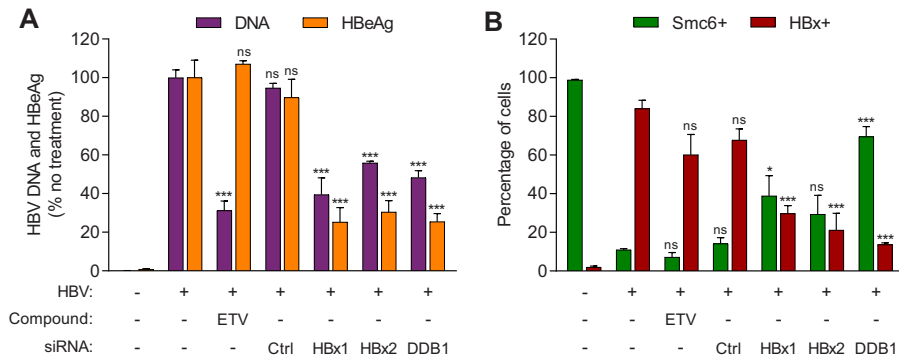 A
DNA HBeAg
HBV DNA and HBeAg
(% no treatment)
120
100
80
60
40
20
0
*** ns ns ns *** *** *** *** *** ***
HBV: - + + + + + +
Compound: - - ETV - - - -
siRNA: - - - Ctrl HBx1 HBx2 DDB1
B
Smc6+ HBx+
Percentage of cells
120
100
80
60
40
20
0
ns ns ns ns * *** ns *** *** ***
- + + + + + +
- - ETV - - - -
- - - Ctrl HBx1 HBx2 DDB1